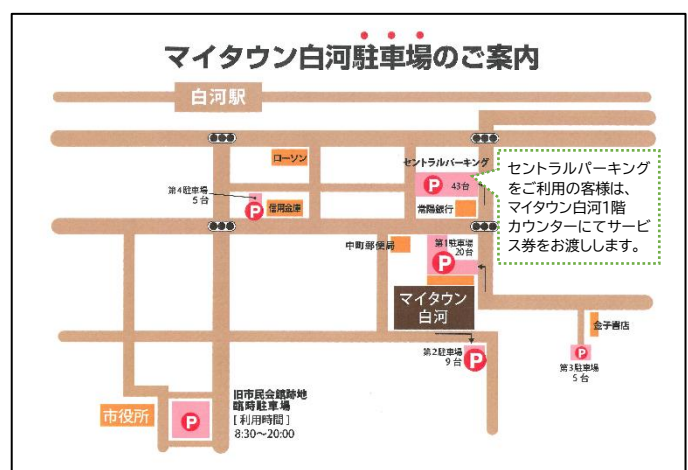 マイタウン白河駐車場のご案内
白河駅
ローソン
セントラルパーキング
P
43台
セントラルパーキング
をご利用の客様は、
マイタウン白河1階
カウンターにてサービ
ス券をお渡しします。
第4駐車場
5台
P
信用金庫
常陽銀行
中町郵便局
第1駐車場
20台
P
マイタウン
白河
金子書店
第2駐車場
9台
P
P
第3駐車場
5台
市役所
P
旧市民会館跡地
臨時駐車場
[利用時間]
8:30〜20:00